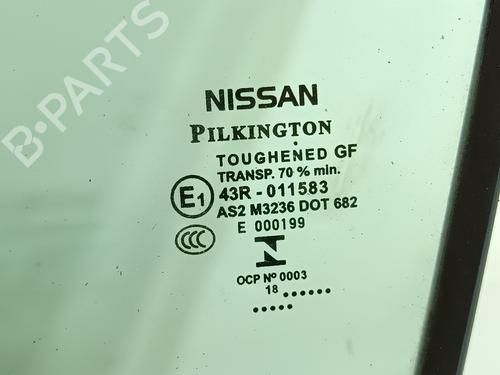 B-PARTS
NISSAN
PILKINGTON
TOUGHENED GF
TRANSP. 70 % min.
E1 43R - 011583
AS2 M3236 DOT 682
E 000199
CCC
OCP Nº 0003
18 ......
.....